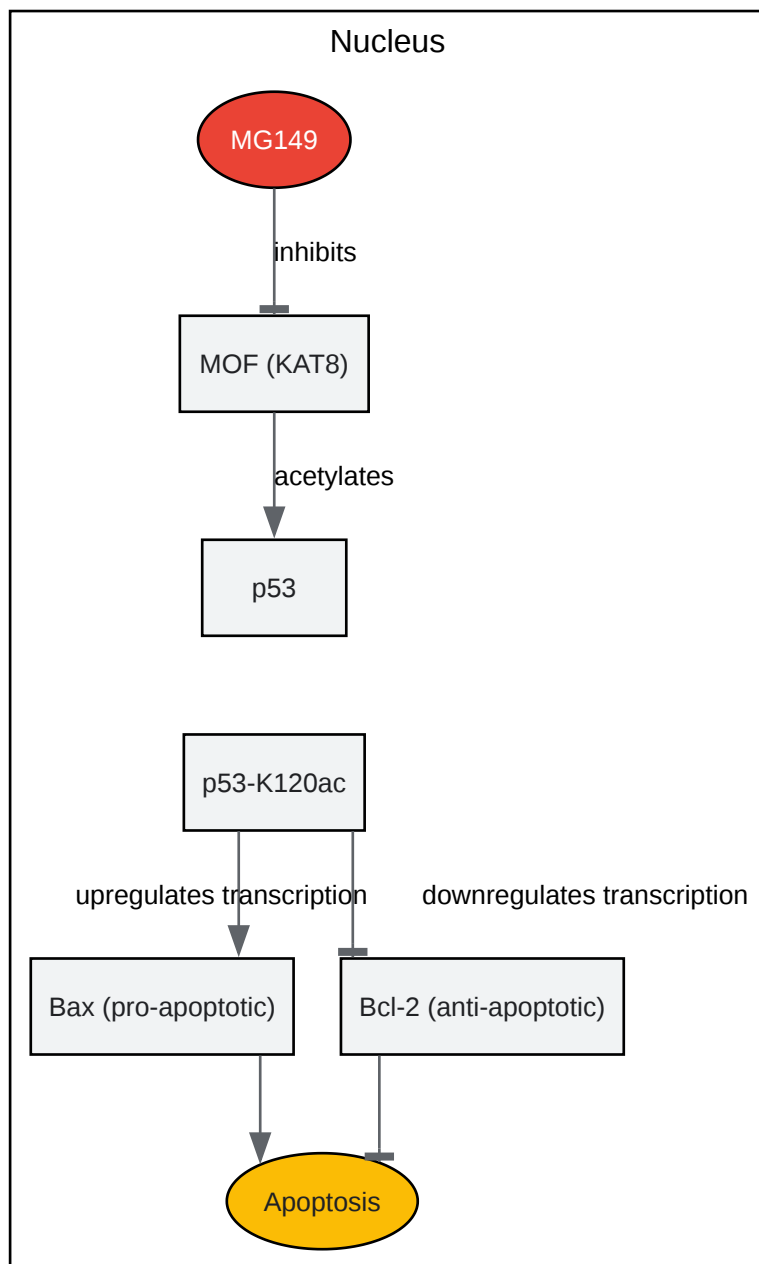 Nucleus
MG149
inhibits
MOF (KAT8)
acetylates
p53
p53-K120ac
upregulates transcription
downregulates transcription
Bax (pro-apoptotic)
Bcl-2 (anti-apoptotic)
Apoptosis